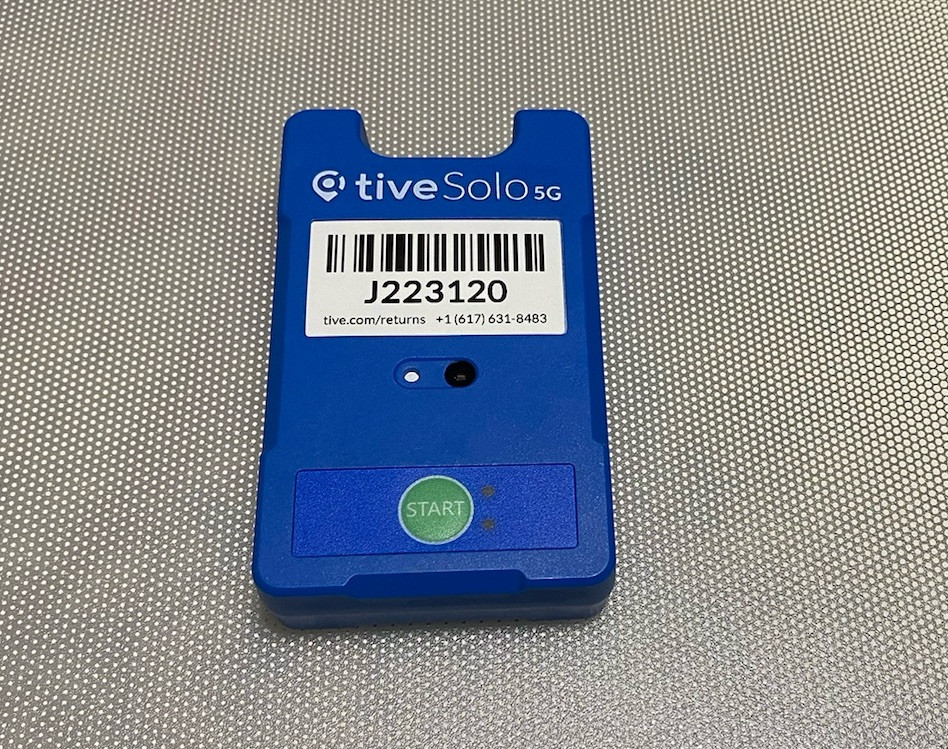 tive Solo 5G
J223120
tive.com/returns +1 (617) 631-8483
START